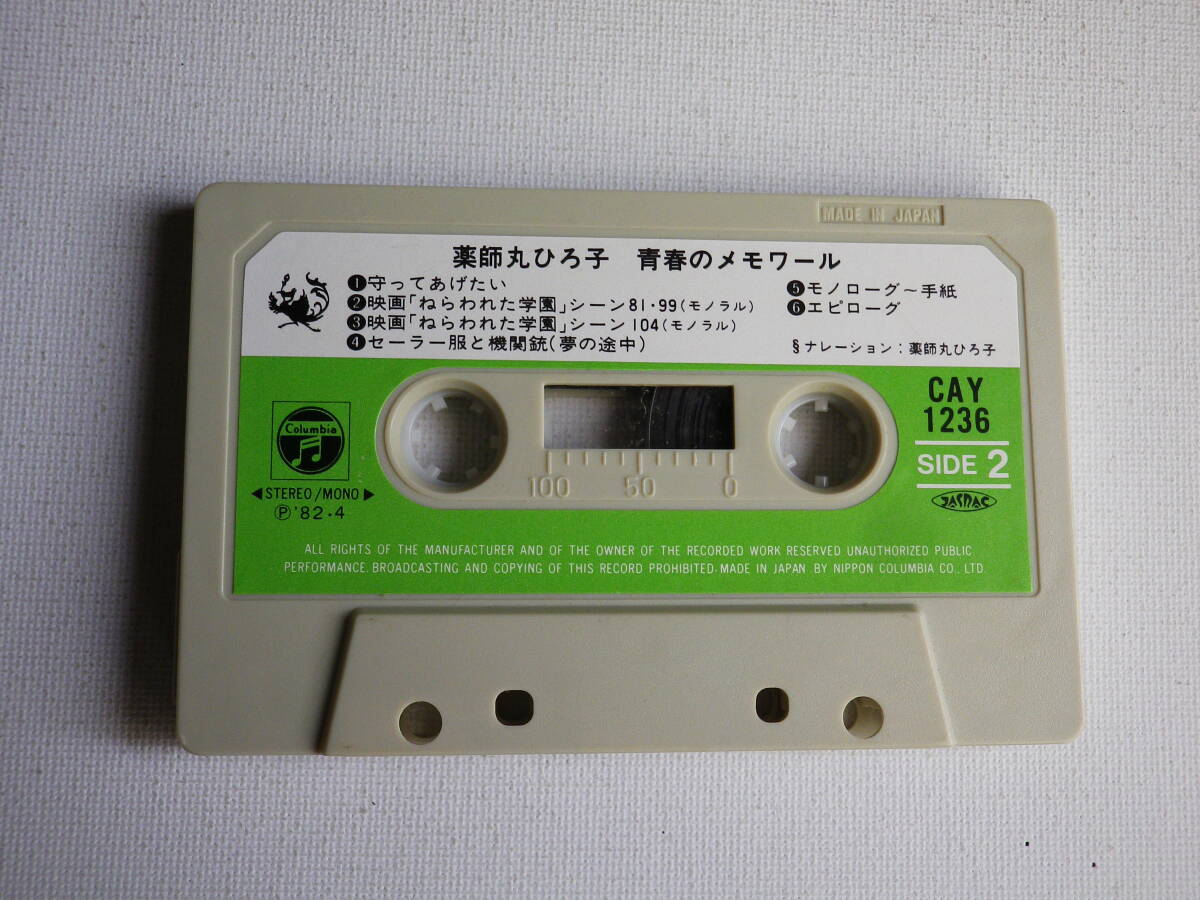 MADE IN JAPAN
薬師丸ひろ子 青春のメモワール
❶守ってあげたい
❷映画「ねらわれた学園」シーン81・99(モノラル)
❸映画「ねらわれた学園」シーン104(モノラル)
❹セーラー服と機関銃(夢の途中)
❺モノローグ～手紙
❻エピローグ
§ナレーション:薬師丸ひろ子
Columbia
◀STEREO/MONO▶
Ⓟ'82・4
100 50 0
CAY
1236
SIDE 2
JASRAC
ALL RIGHTS OF THE MANUFACTURER AND OF THE OWNER OF THE RECORDED WORK RESERVED UNAUTHORIZED PUBLIC
PERFORMANCE. BROADCASTING AND COPYING OF THIS RECORD PROHIBITED. MADE IN JAPAN BY NIPPON COLUMBIA CO., LTD.